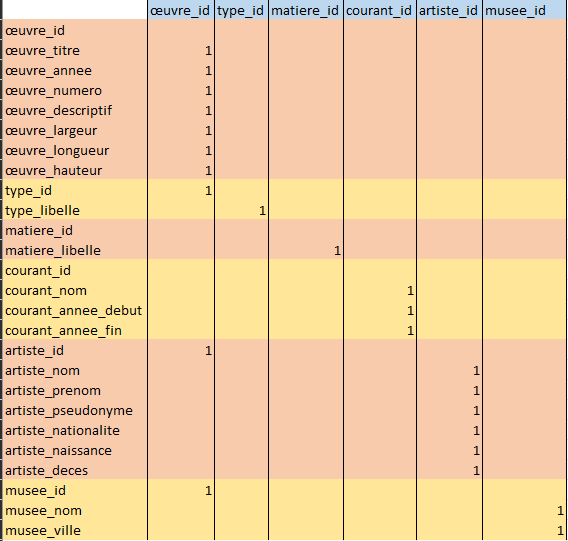 œuvre_id type_id matiere_id courant_id artiste_id musee_id
œuvre_id
œuvre_titre 1
œuvre_annee 1
œuvre_numero 1
œuvre_descriptif 1
œuvre_largeur 1
œuvre_longueur 1
œuvre_hauteur 1
type_id 1
type_libelle 1
matiere_id
matiere_libelle 1
courant_id
courant_nom 1
courant_annee_debut 1
courant_annee_fin 1
artiste_id 1
artiste_nom 1
artiste_prenom 1
artiste_pseudonyme 1
artiste_nationalite 1
artiste_naissance 1
artiste_deces 1
musee_id 1
musee_nom 1
musee_ville 1